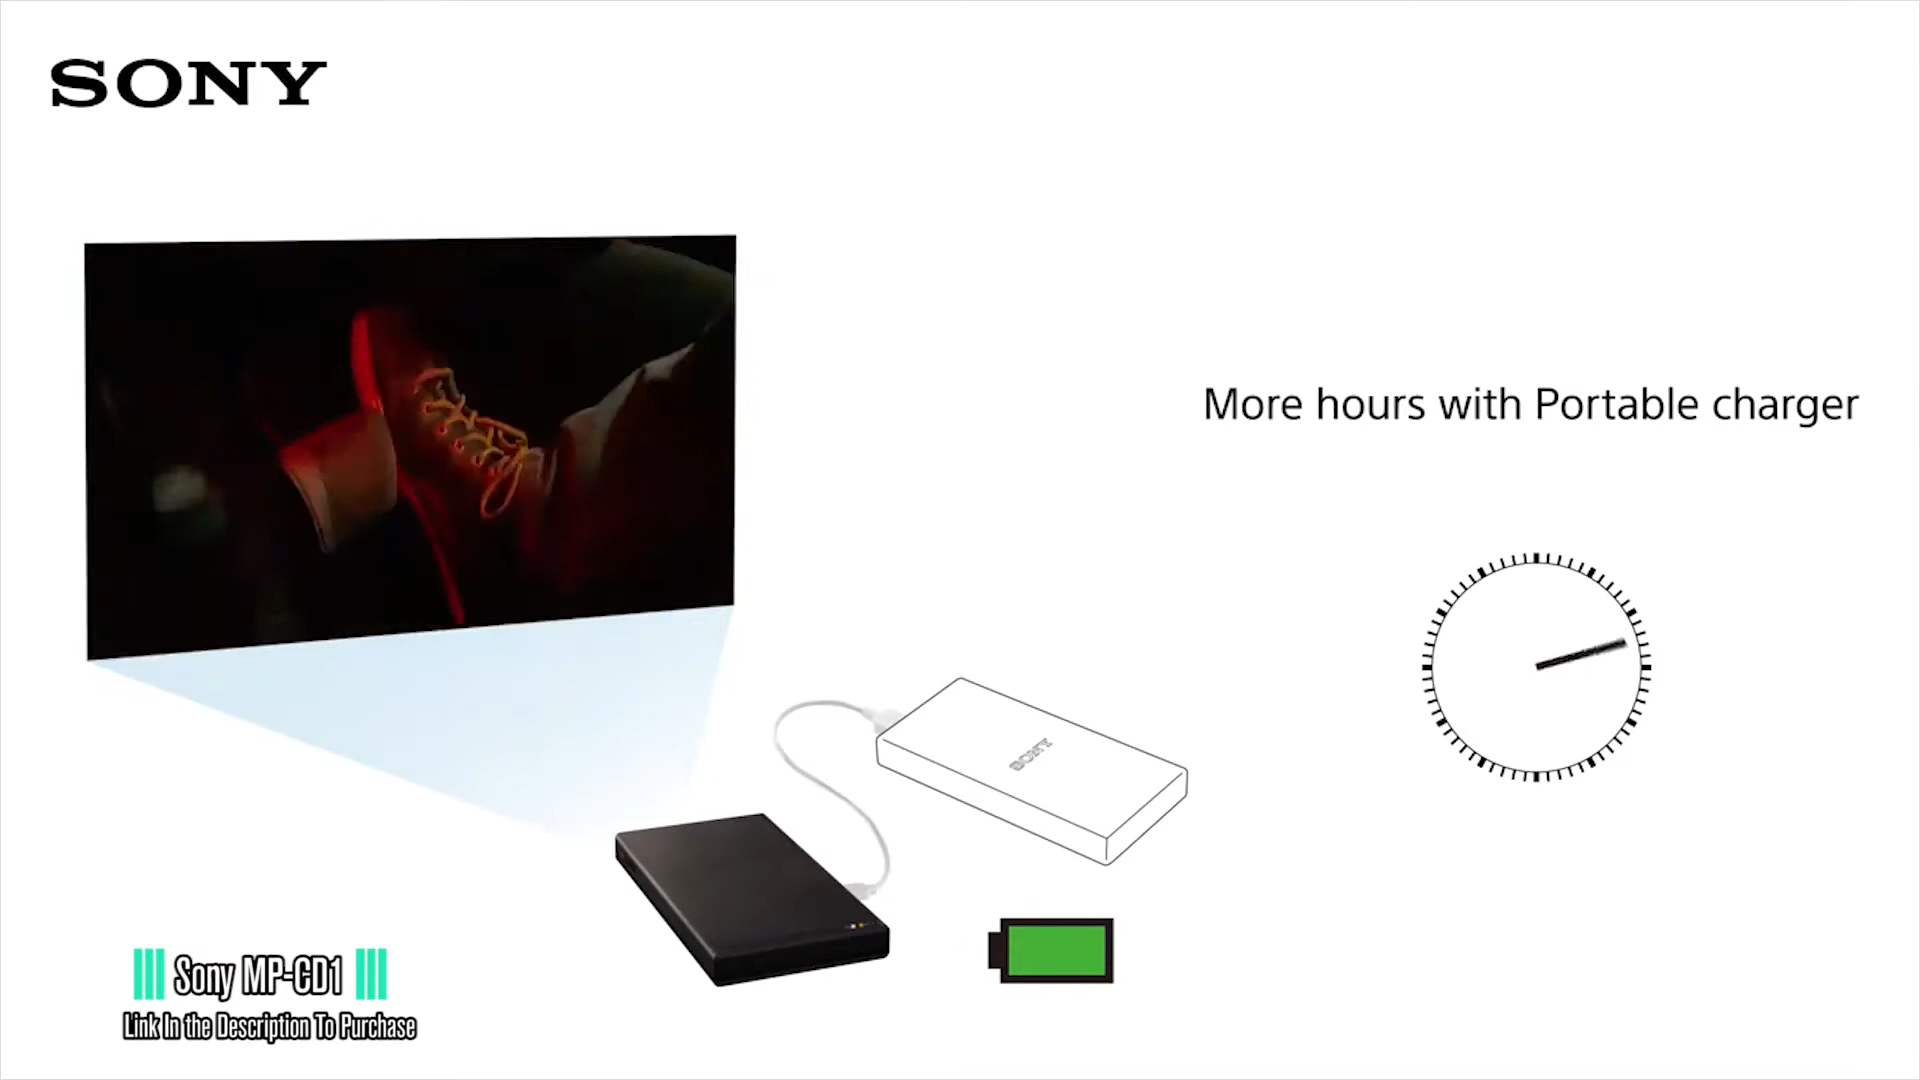 SONY
More hours with Portable charger
SONY
Sony MP-CD1
Link In the Description To Purchase